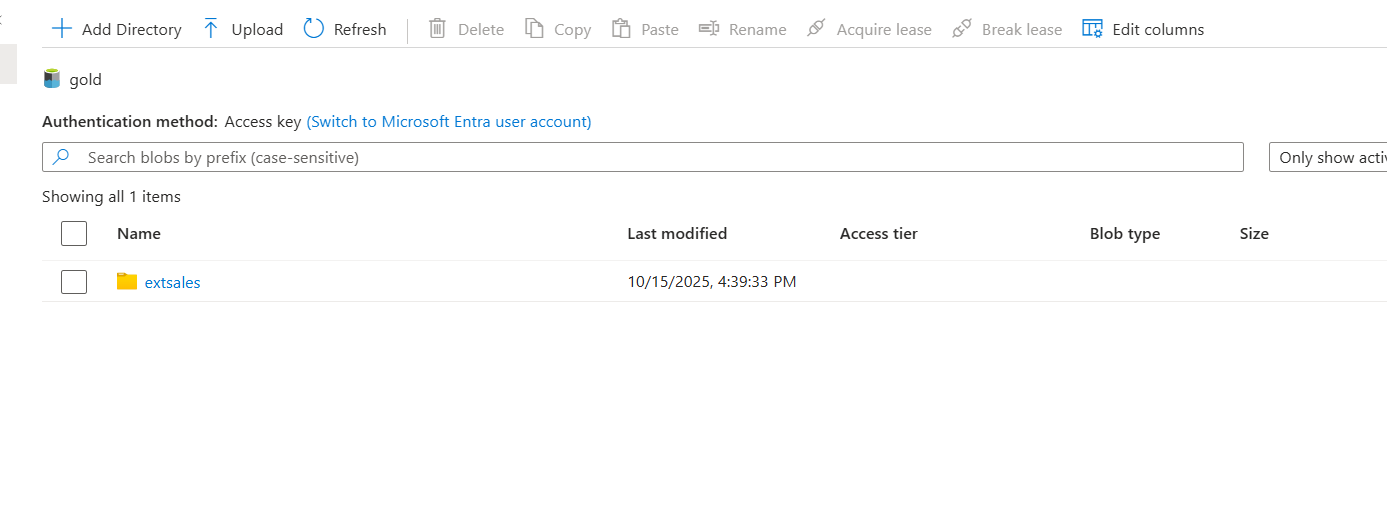 Add Directory Upload Refresh Delete Copy Paste Rename Acquire lease Break lease Edit columns
gold
Authentication method: Access key (Switch to Microsoft Entra user account)
Search blobs by prefix (case-sensitive) Only show
Showing all 1 items
Name Last modified Access tier Blob type Size
extsales 10/15/2025, 4:39:33 PM